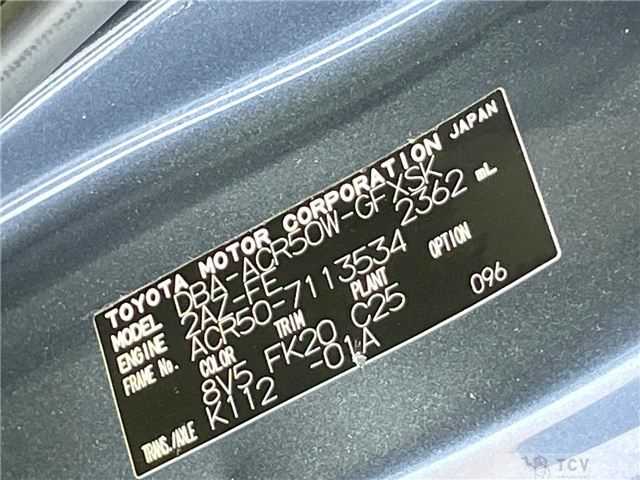 TOYOTA MOTOR CORPORATION JAPAN
MODEL DBA-ACR50W-GFXSK
ENGINE 2AZ-FE 2362 mL
FRAME No. ACR50-7113534
COLOR TRIM PLANT OPTION
8V5 FK20 C25 096
TRANS./AXLE K112 -01A
TCV